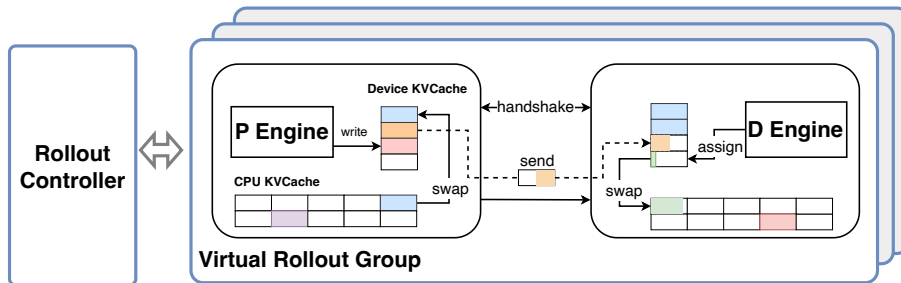 Rollout
Controller
Device KVCache
P Engine
write
CPU KVCache
swap
handshake
send
D Engine
assign
swap
Virtual Rollout Group